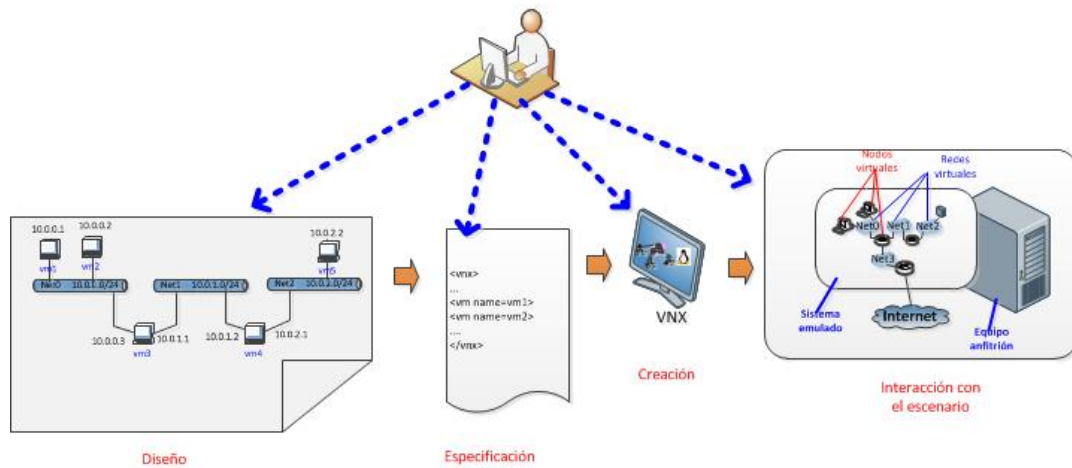 Nodos
virtuales
Redes
virtuales
10.0.0.1
10.0.0.2
vm1
vm2
10.0.2.2
vm5
Net0
10.0.0.0/24
Net1
10.0.1.0/24
Net2
10.0.2.0/24
10.0.0.3
vm3
10.0.1.1
10.0.1.2
vm4
10.0.2.1
Diseño
<vnx>
...
<vm name=vm1>
<vm name=vm2>
....
</vnx>
Especificación
VNX
Creación
Net0
Net1
Net2
Net3
Sistema
emulado
Internet
Equipo
anfitrión
Interacción con
el escenario